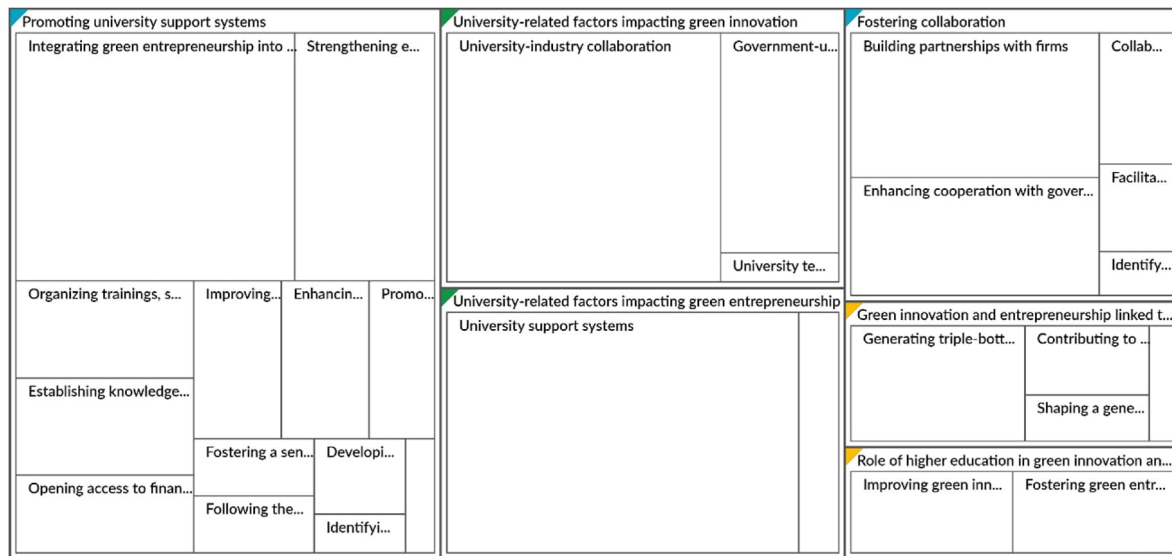 Promoting university support systems
Integrating green entrepreneurship into ...
Strengthening e...
Organizing trainings, s...
Improving...
Enhancin...
Promo...
Establishing knowledge...
Opening access to finan...
Fostering a sen...
Developi...
Following the...
Identifyi...
University-related factors impacting green innovation
University-industry collaboration
Government-u...
University te...
University-related factors impacting green entrepreneurship
University support systems
Fostering collaboration
Building partnerships with firms
Collab...
Enhancing cooperation with gover...
Facilita...
Identify...
Green innovation and entrepreneurship linked t...
Generating triple-bott...
Contributing to ...
Shaping a gene...
Role of higher education in green innovation an...
Improving green inn...
Fostering green entr...